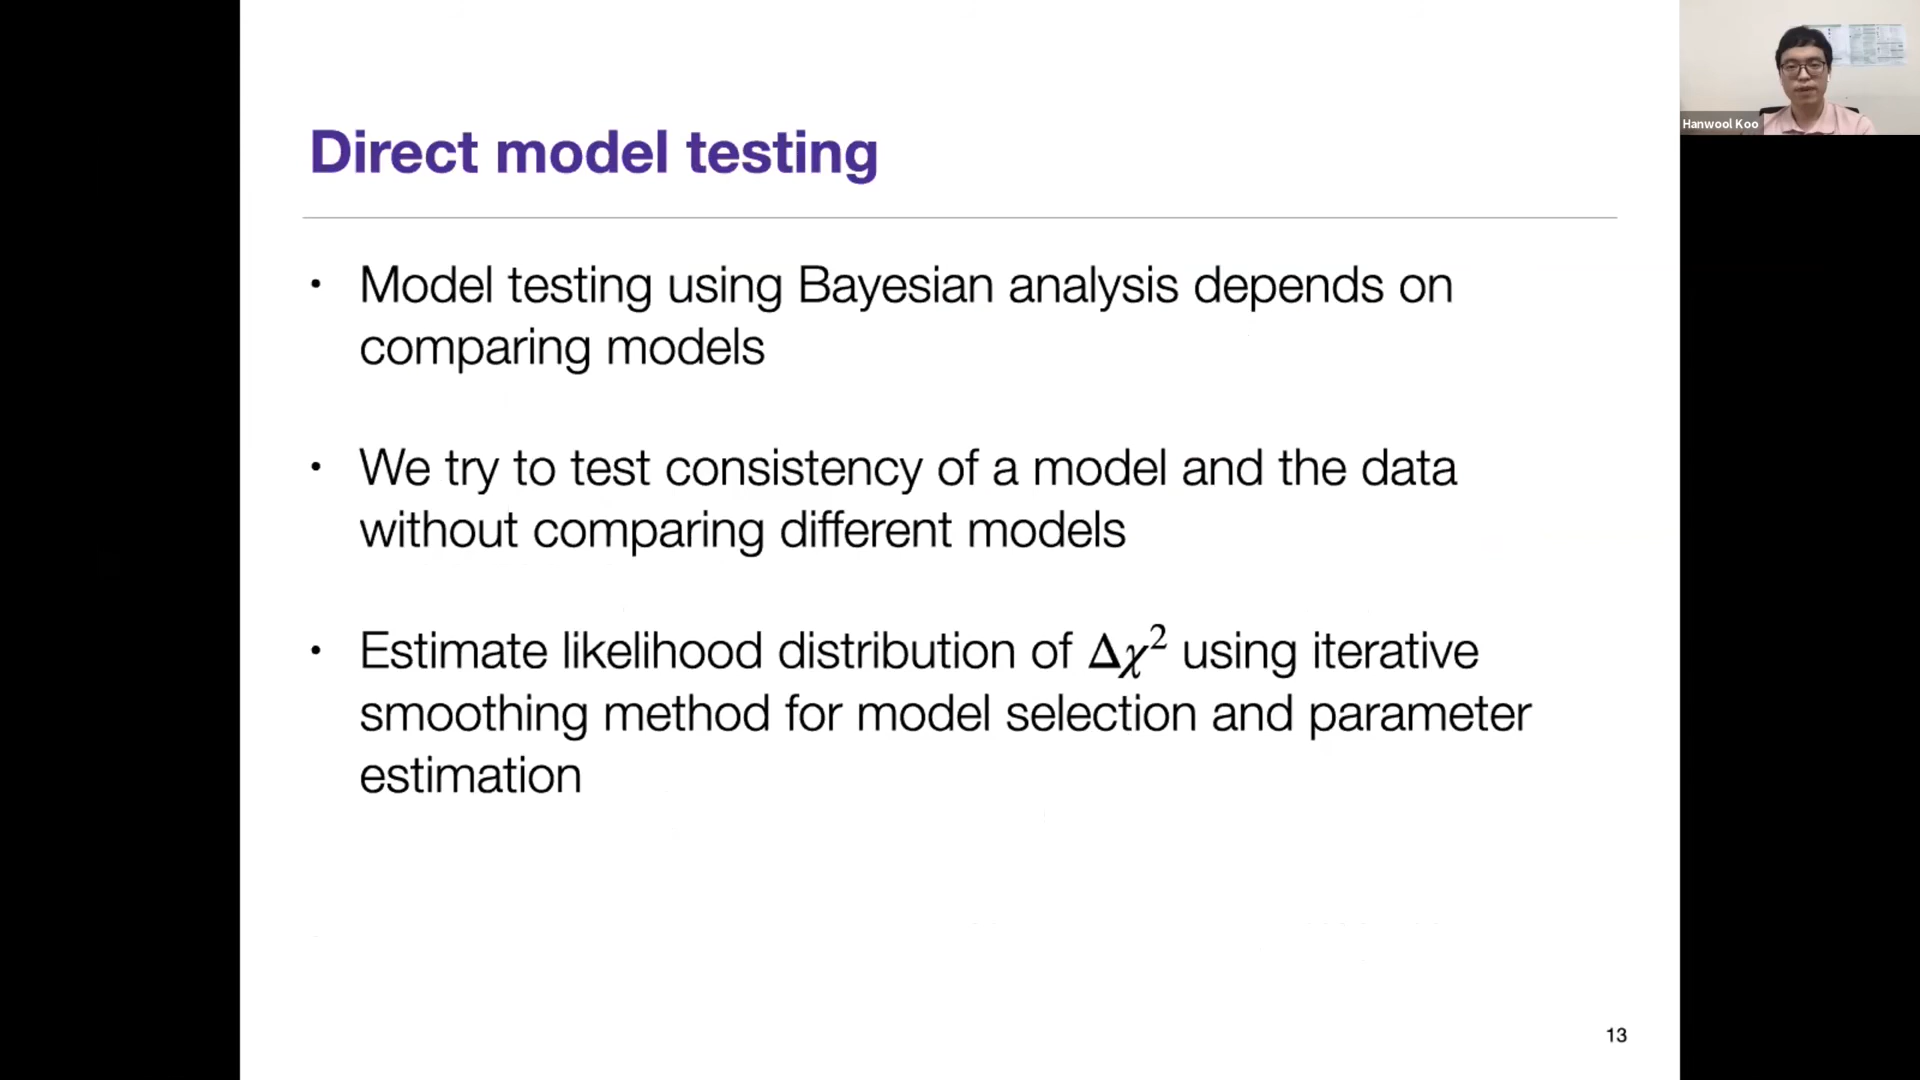 Hanwool Koo
Direct model testing
• Model testing using Bayesian analysis depends on
comparing models
• We try to test consistency of a model and the data
without comparing different models
• Estimate likelihood distribution of Δχ² using iterative
smoothing method for model selection and parameter
estimation
13